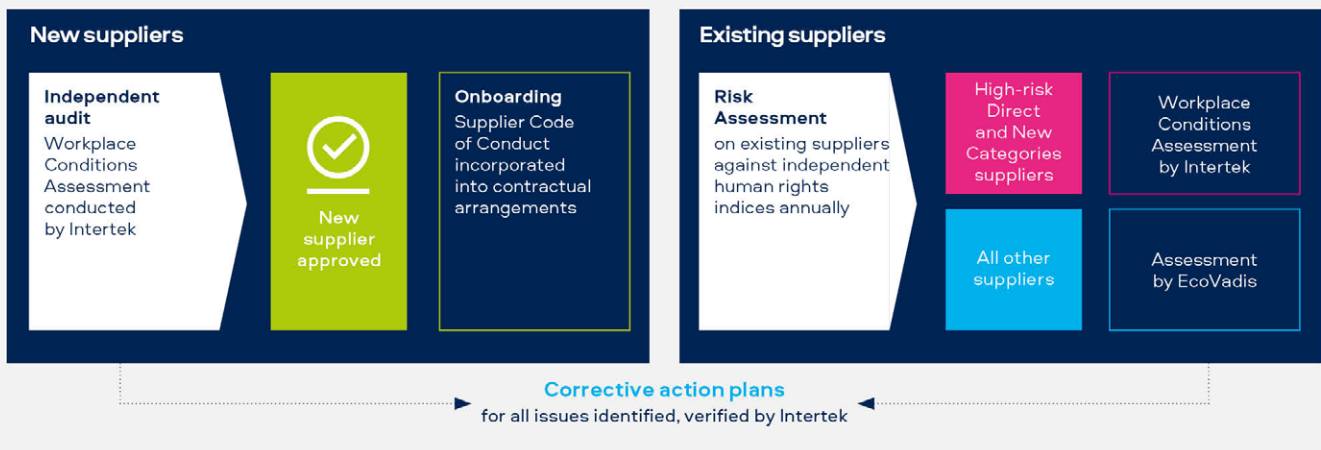 New suppliers
Independent
audit
Workplace
Conditions
Assessment
conducted
by Intertek
New
supplier
approved
Onboarding
Supplier Code
of Conduct
incorporated
into contractual
arrangements
Existing suppliers
Risk
Assessment
on existing suppliers
against independent
human rights
indices annually
High-risk
Direct
and New
Categories
suppliers
Workplace
Conditions
Assessment
by Intertek
All other
suppliers
Assessment
by EcoVadis
Corrective action plans
for all issues identified, verified by Intertek